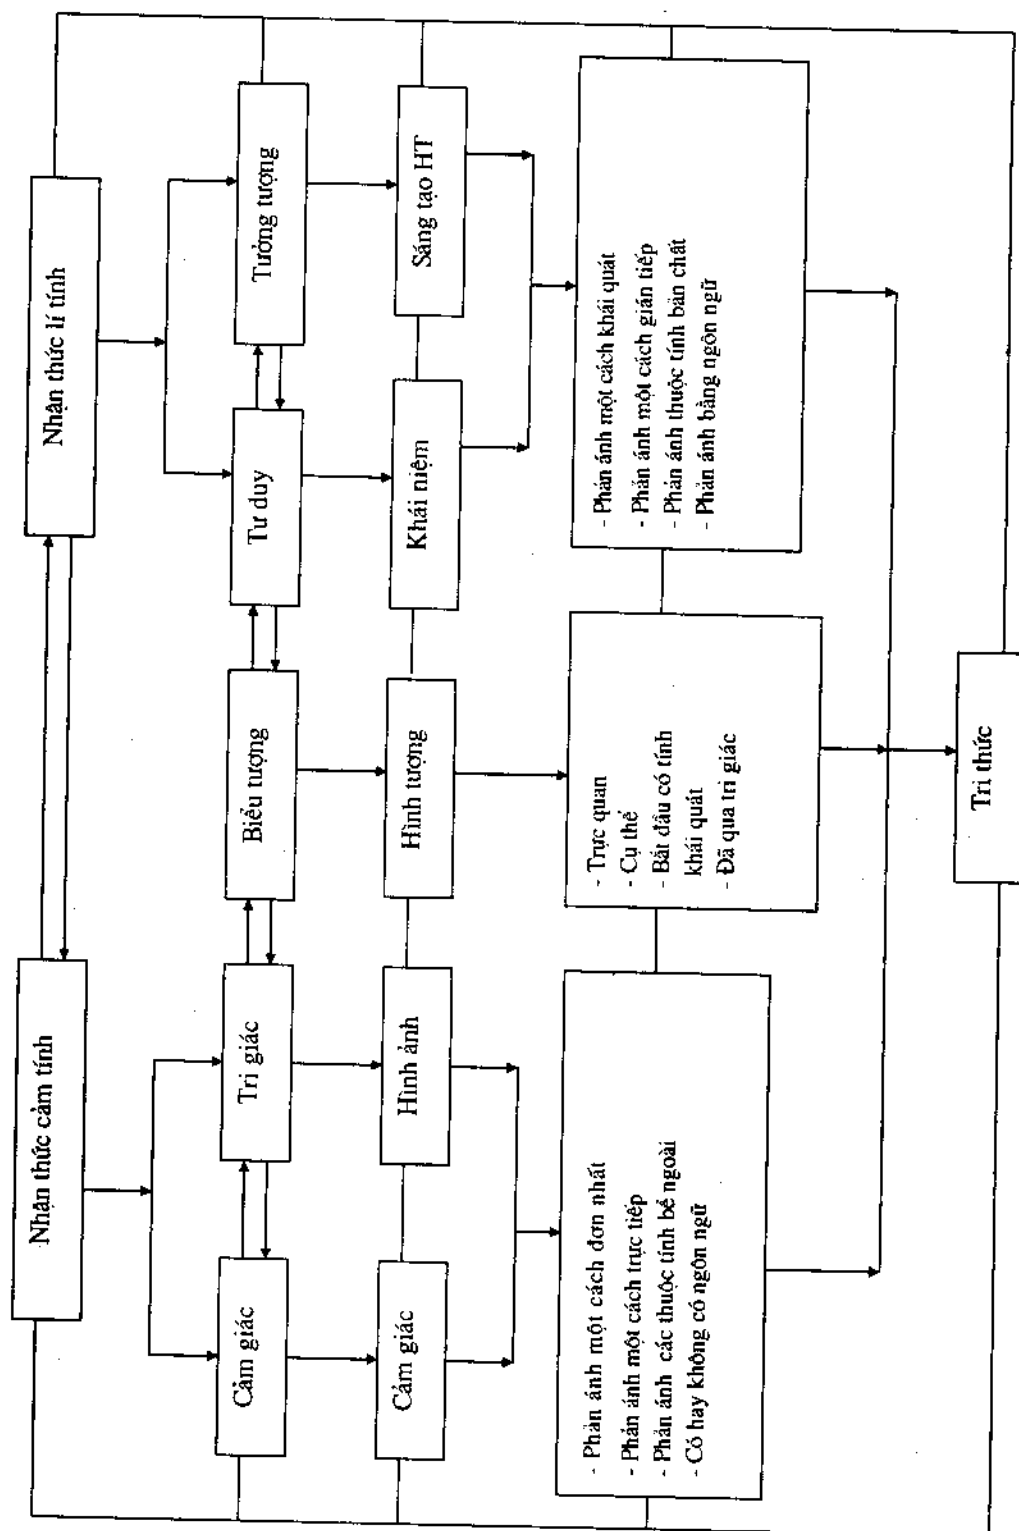 Nhận thức cảm tính
Nhận thức lí tính
Cảm giác
Tri giác
Biểu tượng
Tư duy
Tưởng tượng
Cảm giác
Hình ảnh
Hình tượng
Khái niệm
Sáng tạo HT
- Phản ánh một cách đơn nhất
- Phản ánh một cách trực tiếp
- Phản ánh các thuộc tính bề ngoài
- Có hay không có ngôn ngữ
- Trực quan
- Cụ thể
- Bắt đầu có tính
khái quát
- Đã qua tri giác
- Phản ánh một cách khái quát
- Phản ánh một cách gián tiếp
- Phản ánh thuộc tính bản chất
- Phản ánh bằng ngôn ngữ
Tri thức